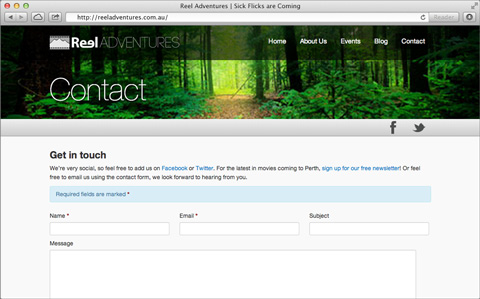 Reel Adventures | Sick Flicks are Coming
http://reeladventures.com.au/
Reader
Reel ADVENTURES
Home About Us Events Blog Contact
Contact
Get in touch
We're very social, so feel free to add us on Facebook or Twitter. For the latest in movies coming to Perth, sign up for our free newsletter! Or feel
free to email us using the contact form, we look forward to hearing from you.
Required fields are marked *
Name * Email * Subject
Message